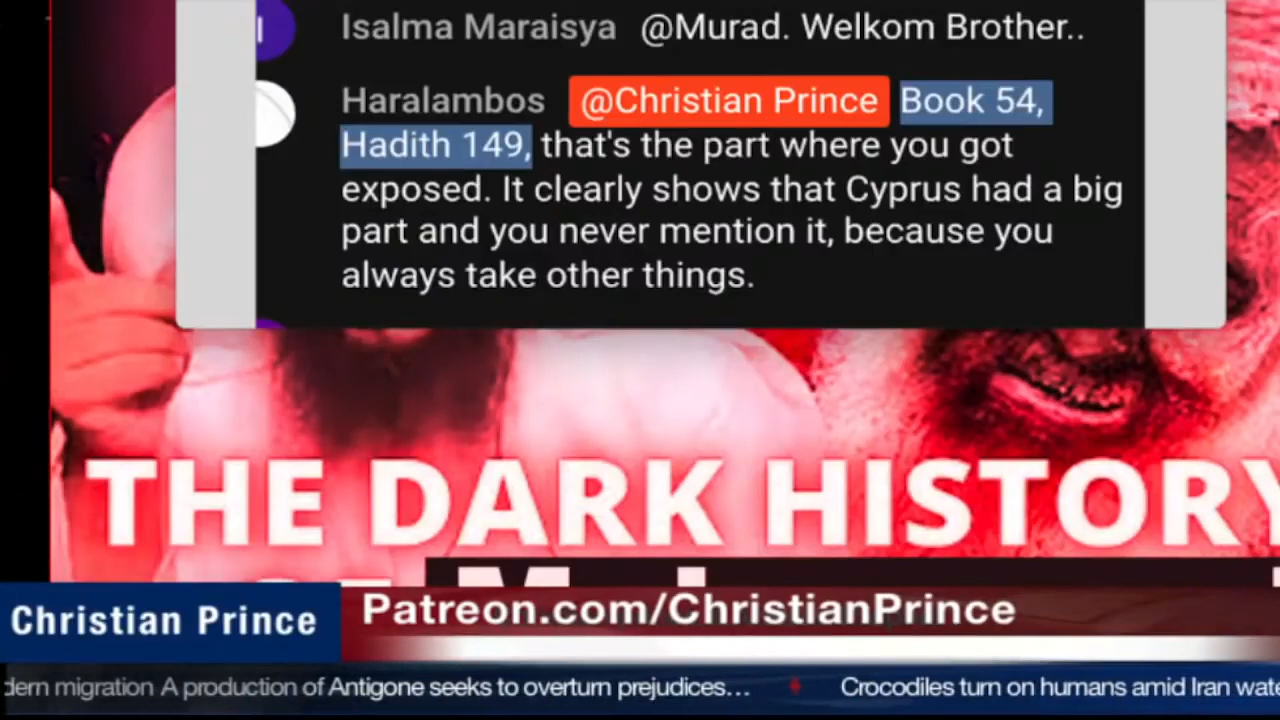 Isalma Maraisya @Murad. Welkom Brother..
Haralambos @Christian Prince Book 54,
Hadith 149, that's the part where you got
exposed. It clearly shows that Cyprus had a big
part and you never mention it, because you
always take other things.
THE DARK HISTORY
Christian Prince
Patreon.com/ChristianPrince
dern migration A production of Antigone seeks to overturn prejudices... Crocodiles turn on humans amid Iran wate